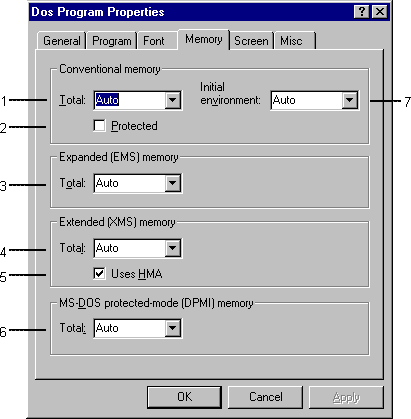 Dos Program Properties
General Program Font Memory Screen Misc
Conventional memory
Initial
1 Total: Auto environment: Auto 7
2 Protected
Expanded (EMS) memory
3 Total: Auto
Extended (XMS) memory
4 Total: Auto
5 Uses HMA
MS-DOS protected-mode (DPMI) memory
6 Total: Auto
OK Cancel Apply